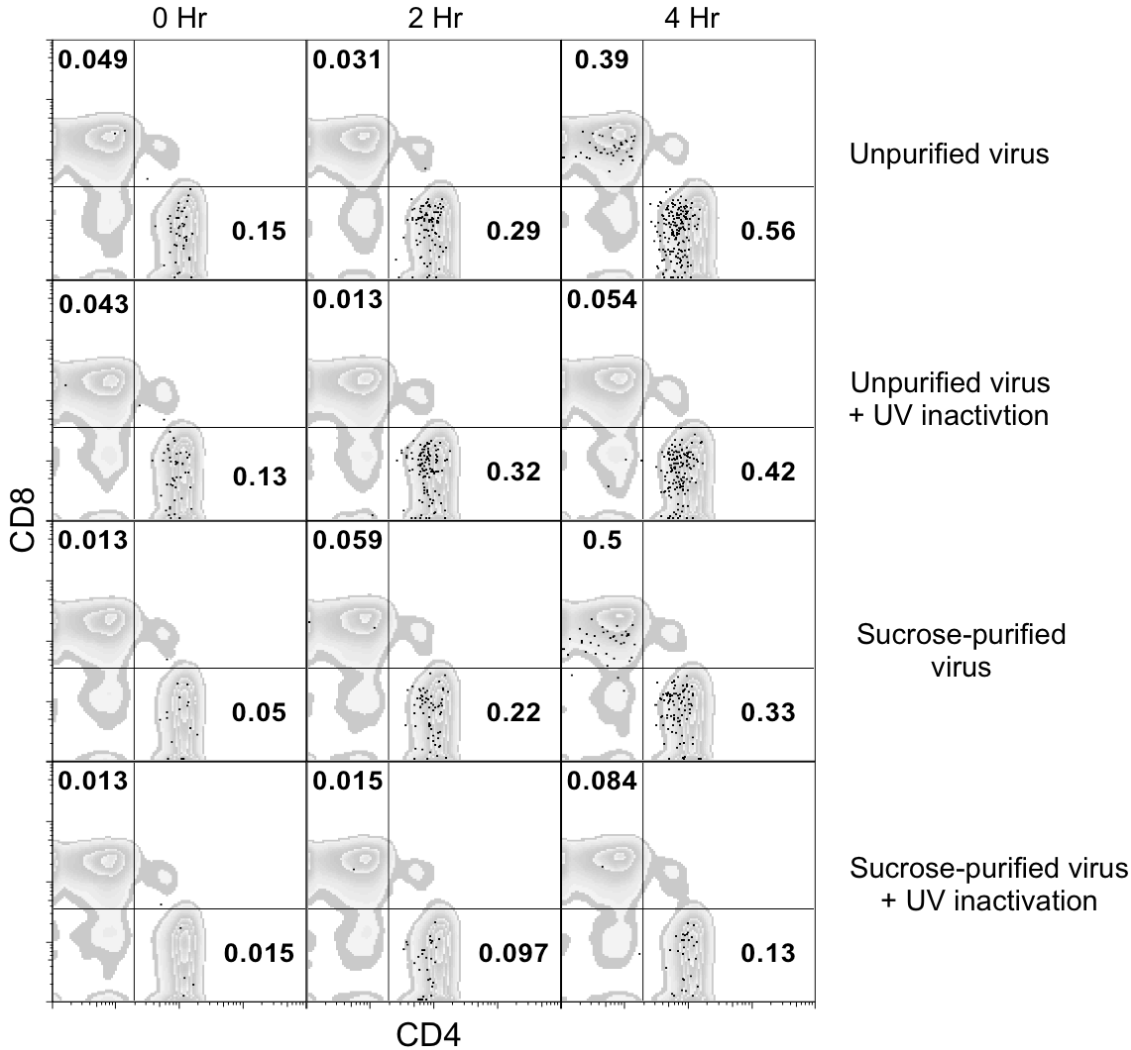 0 Hr 2 Hr 4 Hr
0.049 0.031 0.39
Unpurified virus
0.15 0.29 0.56
0.043 0.013 0.054
Unpurified virus
+ UV inactivtion
0.13 0.32 0.42
CD8
0.013 0.059 0.5
Sucrose-purified
virus
0.05 0.22 0.33
0.013 0.015 0.084
Sucrose-purified virus
+ UV inactivation
0.015 0.097 0.13
CD4